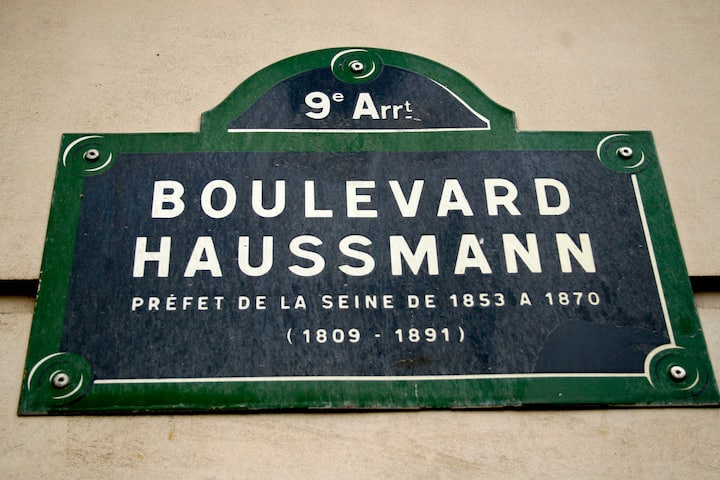 9e Arrt
BOULEVARD
HAUSSMANN
PRÉFET DE LA SEINE DE 1853 A 1870
(1809 - 1891)